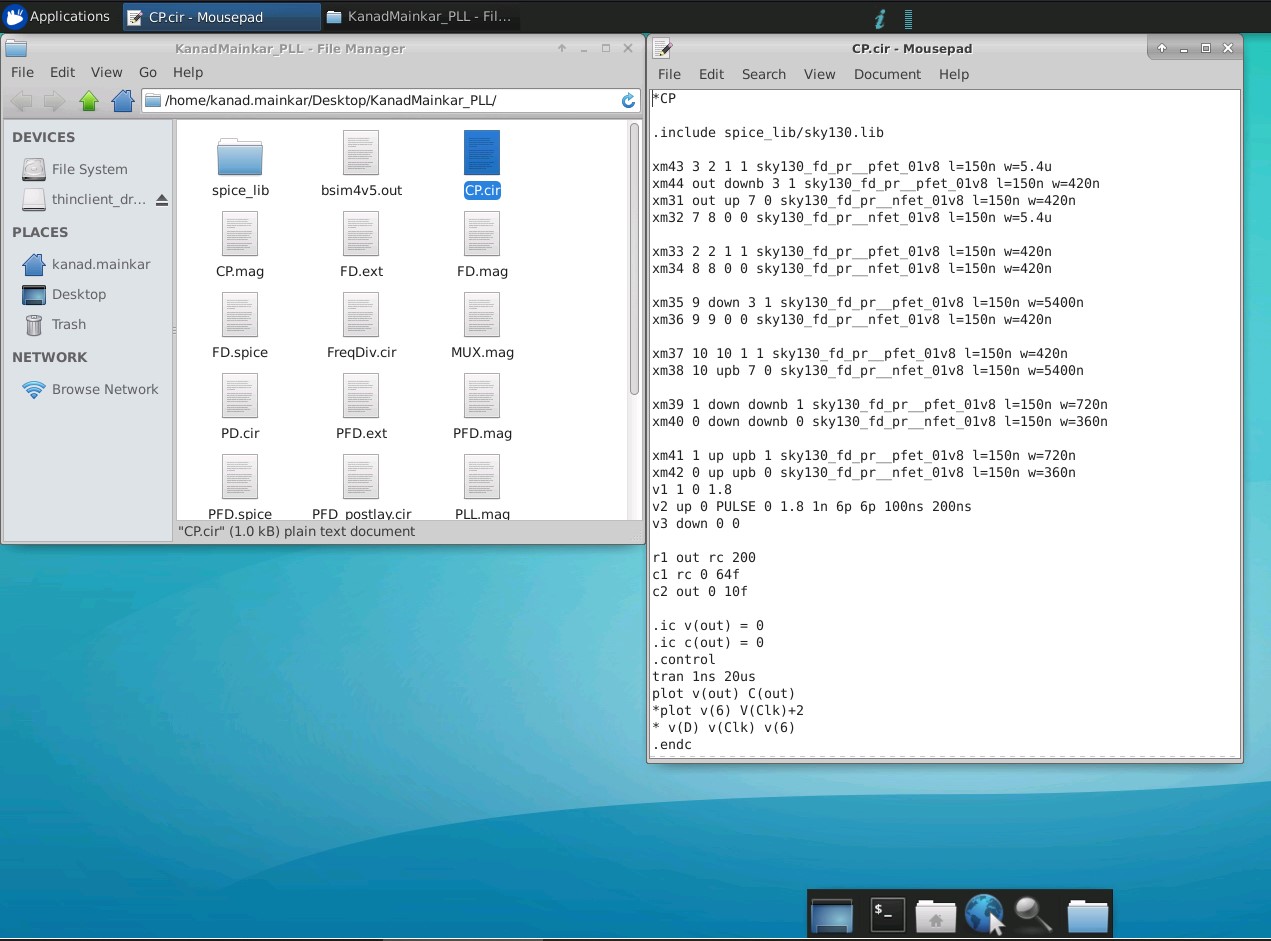 Applications
CP.cir - Mousepad
KanadMainkar_PLL - Fil...
KanadMainkar_PLL - File Manager
File Edit View Go Help
/home/kanad.mainkar/Desktop/KanadMainkar_PLL/
DEVICES
File System
thinclient_dr...
PLACES
kanad.mainkar
Desktop
Trash
NETWORK
Browse Network
spice_lib
bsim4v5.out
CP.cir
CP.mag
FD.ext
FD.mag
FD.spice
FreqDiv.cir
MUX.mag
PD.cir
PFD.ext
PFD.mag
PFD.spice
PFD_postlay.cir
PLL.mag
"CP.cir" (1.0 kB) plain text document
CP.cir - Mousepad
File Edit Search View Document Help
*CP
.include spice_lib/sky130.lib
xm43 3 2 1 1 sky130_fd_pr__pfet_01v8 l=150n w=5.4u
xm44 out downb 3 1 sky130_fd_pr__pfet_01v8 l=150n w=420n
xm31 out up 7 0 sky130_fd_pr__nfet_01v8 l=150n w=420n
xm32 7 8 0 0 sky130_fd_pr__nfet_01v8 l=150n w=5.4u
xm33 2 2 1 1 sky130_fd_pr__pfet_01v8 l=150n w=420n
xm34 8 8 0 0 sky130_fd_pr__nfet_01v8 l=150n w=420n
xm35 9 down 3 1 sky130_fd_pr__pfet_01v8 l=150n w=5400n
xm36 9 9 0 0 sky130_fd_pr__nfet_01v8 l=150n w=420n
xm37 10 10 1 1 sky130_fd_pr__pfet_01v8 l=150n w=420n
xm38 10 upb 7 0 sky130_fd_pr__nfet_01v8 l=150n w=5400n
xm39 1 down downb 1 sky130_fd_pr__pfet_01v8 l=150n w=720n
xm40 0 down downb 0 sky130_fd_pr__nfet_01v8 l=150n w=360n
xm41 1 up upb 1 sky130_fd_pr__pfet_01v8 l=150n w=720n
xm42 0 up upb 0 sky130_fd_pr__nfet_01v8 l=150n w=360n
v1 1 0 1.8
v2 up 0 PULSE 0 1.8 1n 6p 6p 100ns 200ns
v3 down 0 0
r1 out rc 200
c1 rc 0 64f
c2 out 0 10f
.ic v(out) = 0
.ic c(out) = 0
.control
tran 1ns 20us
plot v(out) C(out)
*plot v(6) V(Clk)+2
* v(D) v(Clk) v(6)
.endc
$_